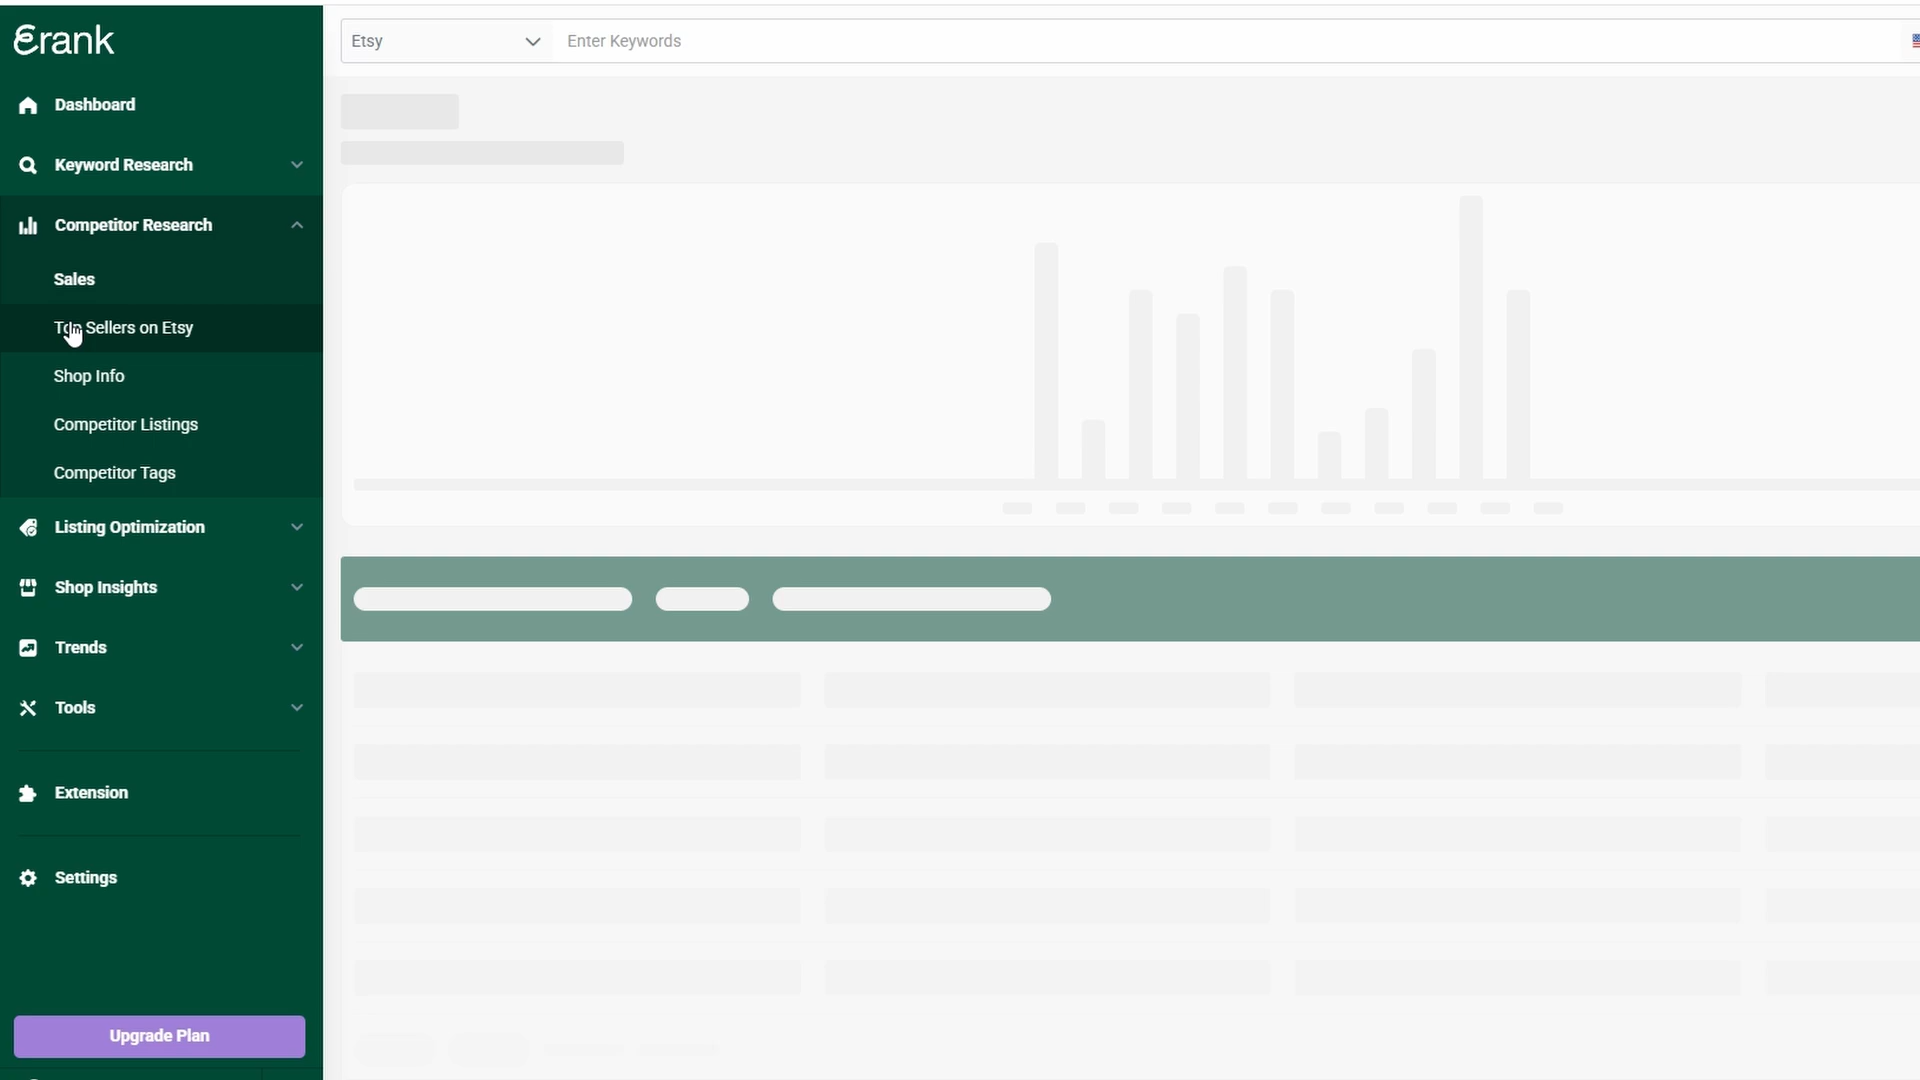 erank
Etsy
Enter Keywords
Dashboard
Keyword Research
Competitor Research
Sales
Top Sellers on Etsy
Shop Info
Competitor Listings
Competitor Tags
Listing Optimization
Shop Insights
Trends
Tools
Extension
Settings
Upgrade Plan